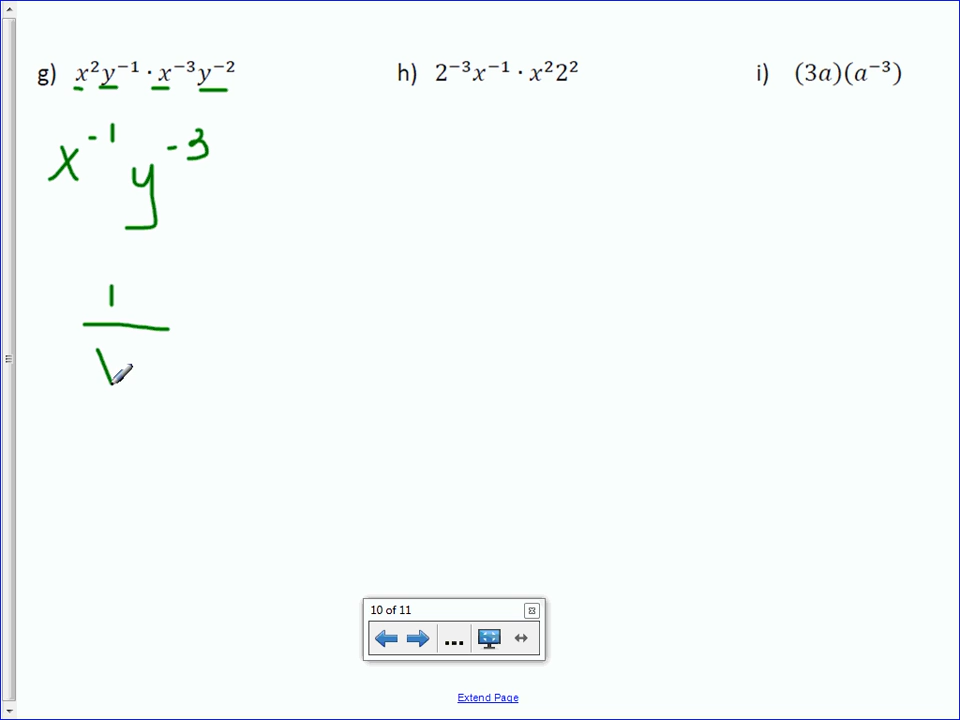 g) x²y⁻¹ · x⁻³y⁻² h) 2⁻³x⁻¹ · x²2² i) (3a)(a⁻³)
x⁻¹ y⁻³
1
10 of 11
...
Extend Page